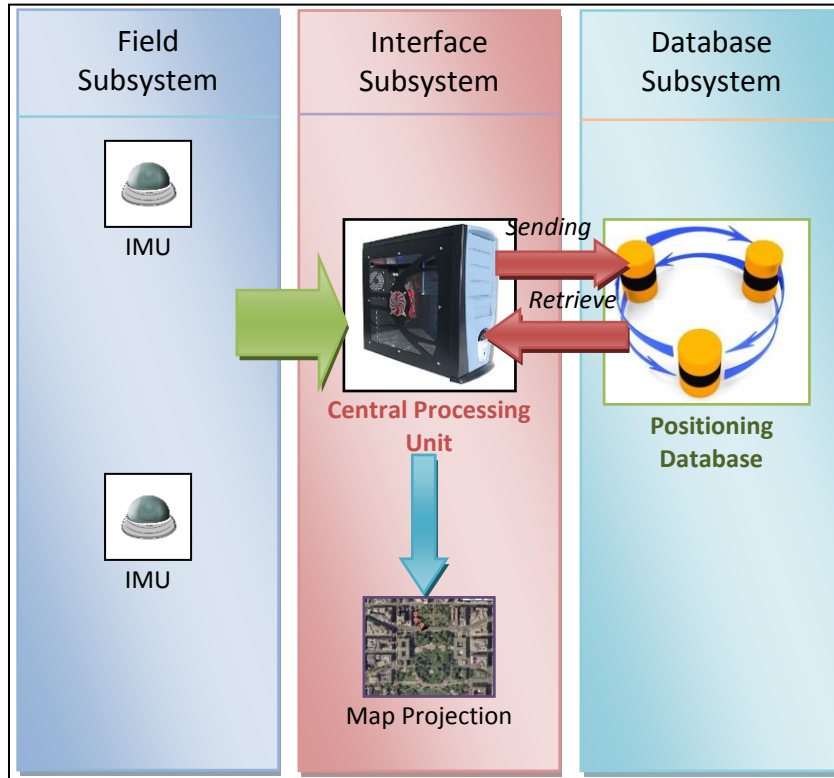 Field
Subsystem
IMU
IMU
Interface
Subsystem
Sending
Retrieve
Central Processing
Unit
Map Projection
Database
Subsystem
Positioning
Database